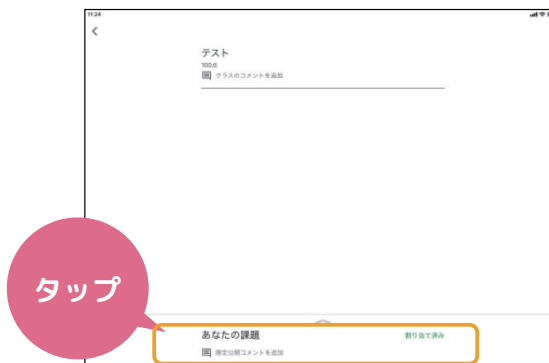 11:24
テスト
100点
クラスのコメントを追加
タップ
あなたの課題
割り当て済み
限定公開コメントを追加